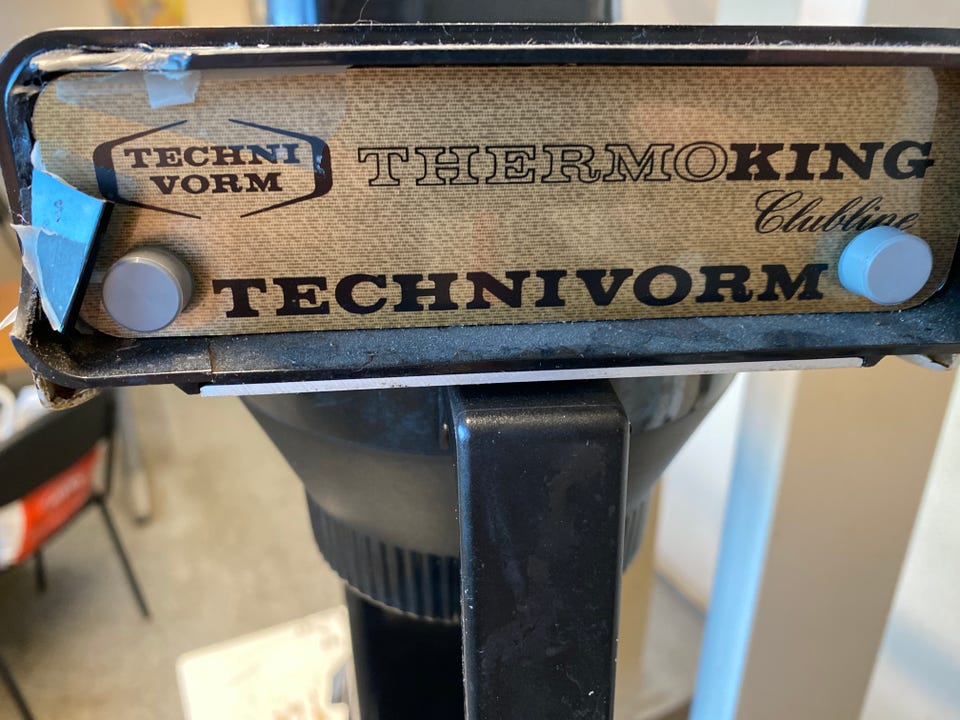 TECHNI
VORM
THERMOKING
Clubline
TECHNIVORM